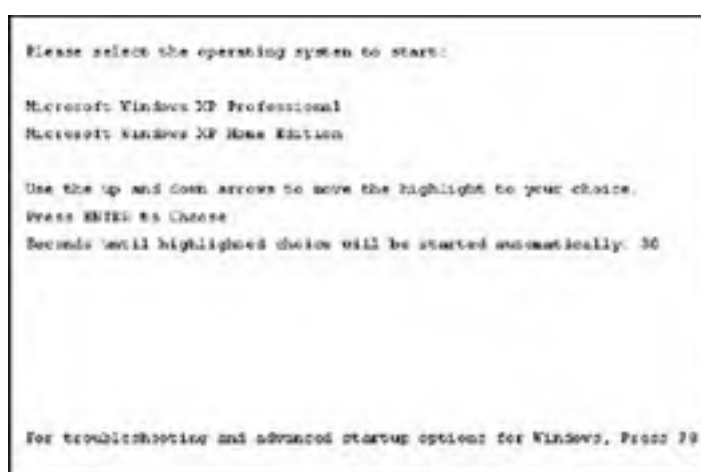 Please select the operating system to start:
Microsoft Windows XP Professional
Microsoft Windows XP Home Edition
Use the up and down arrows to move the highlight to your choice.
Press ENTER to Choose
Seconds until highlighted choice will be started automatically: 30
For troubleshooting and advanced startup options for Windows, Press F8